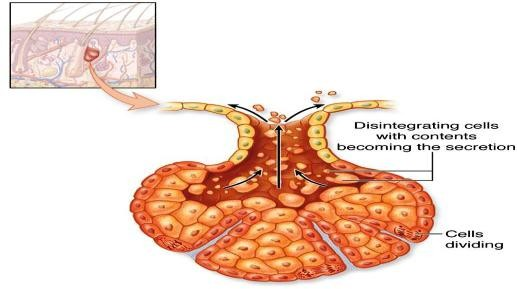 Disintegrating cells
with contents
becoming the secretion
Cells
dividing